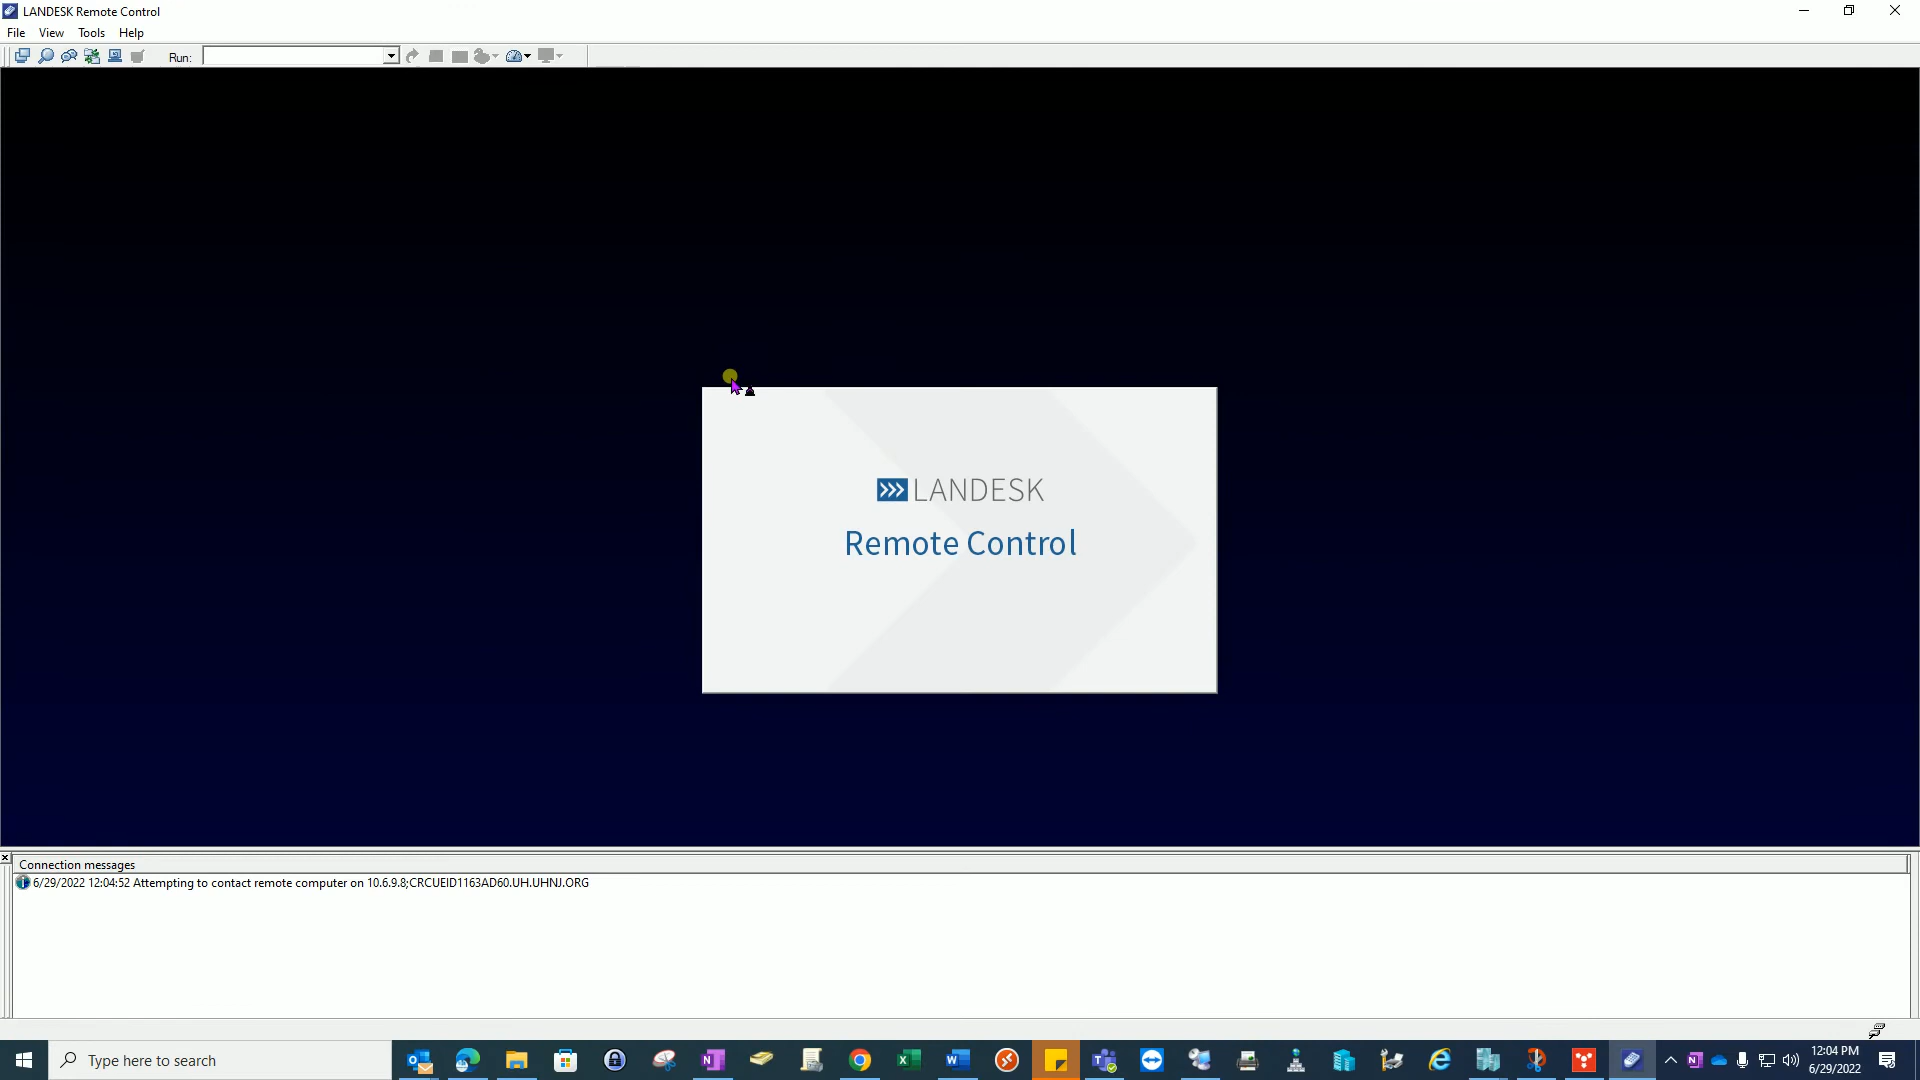 LANDESK Remote Control
File View Tools Help
Run:
LANDESK
Remote Control
Connection messages
6/29/2022 12:04:52 Attempting to contact remote computer on 10.6.9.8;CRCUEID1163AD60.UH.UHNJ.ORG
Type here to search
12:04 PM
6/29/2022